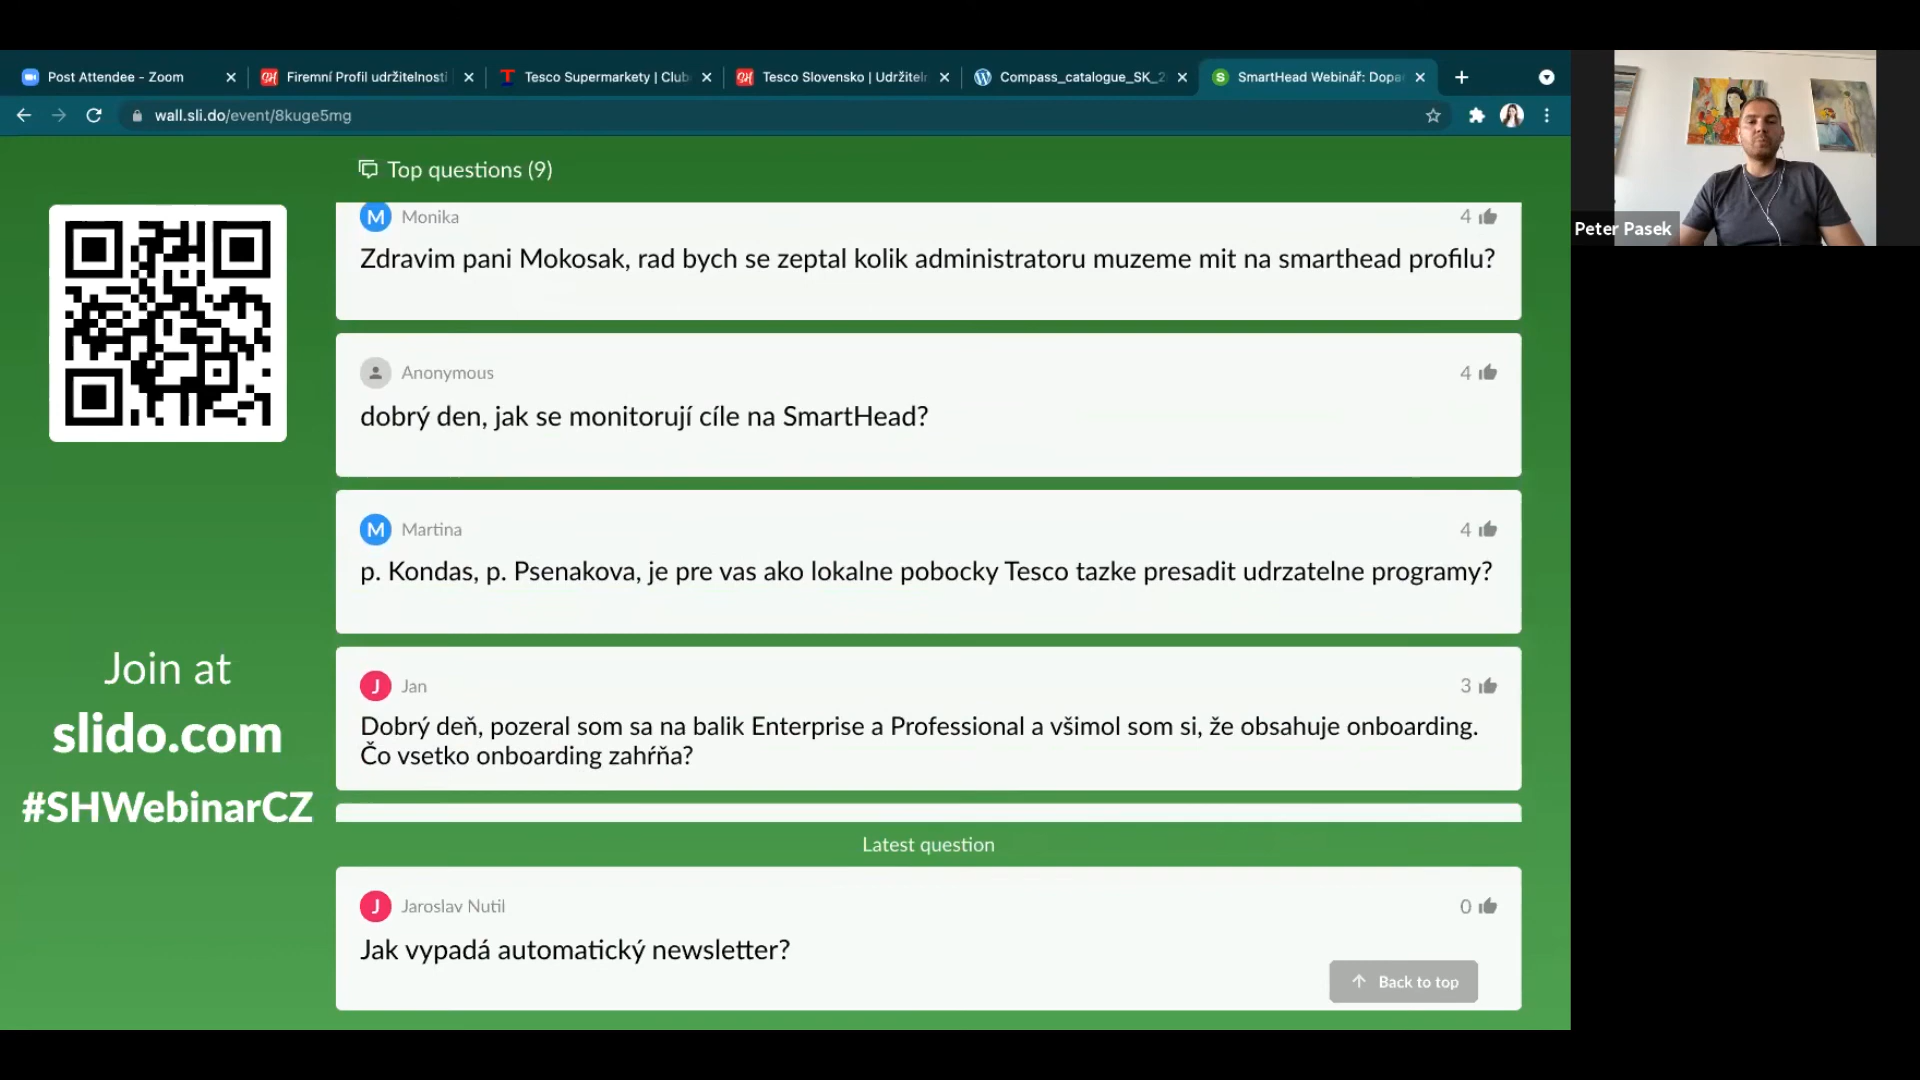 Post Attendee - Zoom
Firemní Profil udržitelnosti
Tesco Supermarkety | Club
Tesco Slovensko | Udržiteln
Compass_catalogue_SK_2
SmartHead Webinář: Dopa
wall.sli.do/event/8kuge5mg
Top questions (9)
M Monika 4
Zdravim pani Mokosak, rad bych se zeptal kolik administratoru muzeme mit na smarthead profilu?
Anonymous 4
dobrý den, jak se monitorují cíle na SmartHead?
M Martina 4
p. Kondas, p. Psenakova, je pre vas ako lokalne pobocky Tesco tazke presadit udrzatelne programy?
J Jan 3
Dobrý deň, pozeral som sa na balik Enterprise a Professional a všimol som si, že obsahuje onboarding.
Čo vsetko onboarding zahŕňa?
Join at
slido.com
#SHWebinarCZ
Latest question
J Jaroslav Nutil 0
Jak vypadá automatický newsletter?
Back to top
Peter Pasek